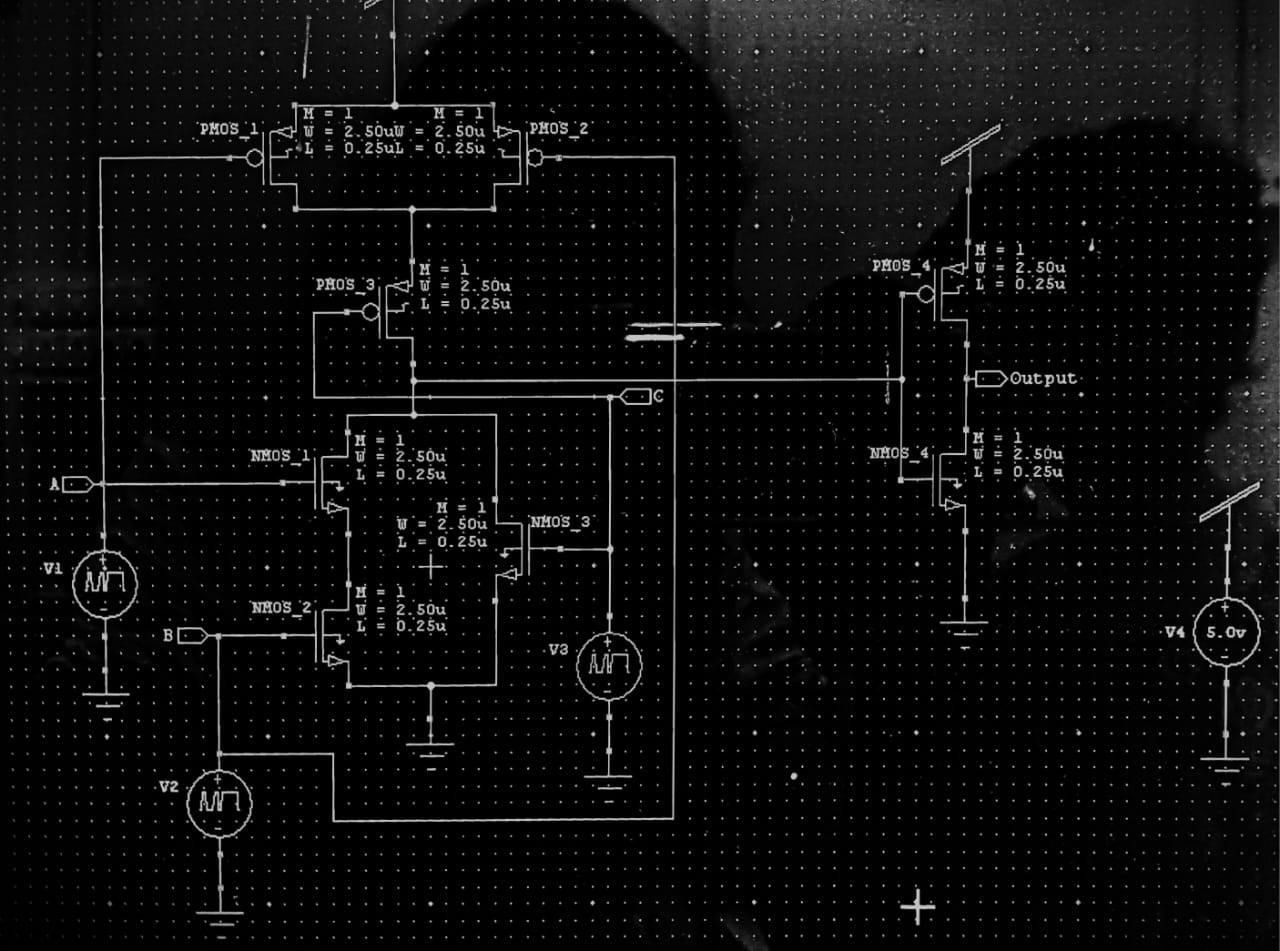 PMOS_1
M = 1
W = 2.50u
L = 0.25u
M = 1
W = 2.50u
L = 0.25u
PMOS_2
PMOS_3
M = 1
W = 2.50u
L = 0.25u
PMOS_4
M = 1
W = 2.50u
L = 0.25u
Output
C
NMOS_1
M = 1
W = 2.50u
L = 0.25u
A
NMOS_4
M = 1
W = 2.50u
L = 0.25u
M = 1
W = 2.50u
L = 0.25u
NMOS_3
V1
NMOS_2
M = 1
W = 2.50u
L = 0.25u
B
V3
V4
5.0v
V2